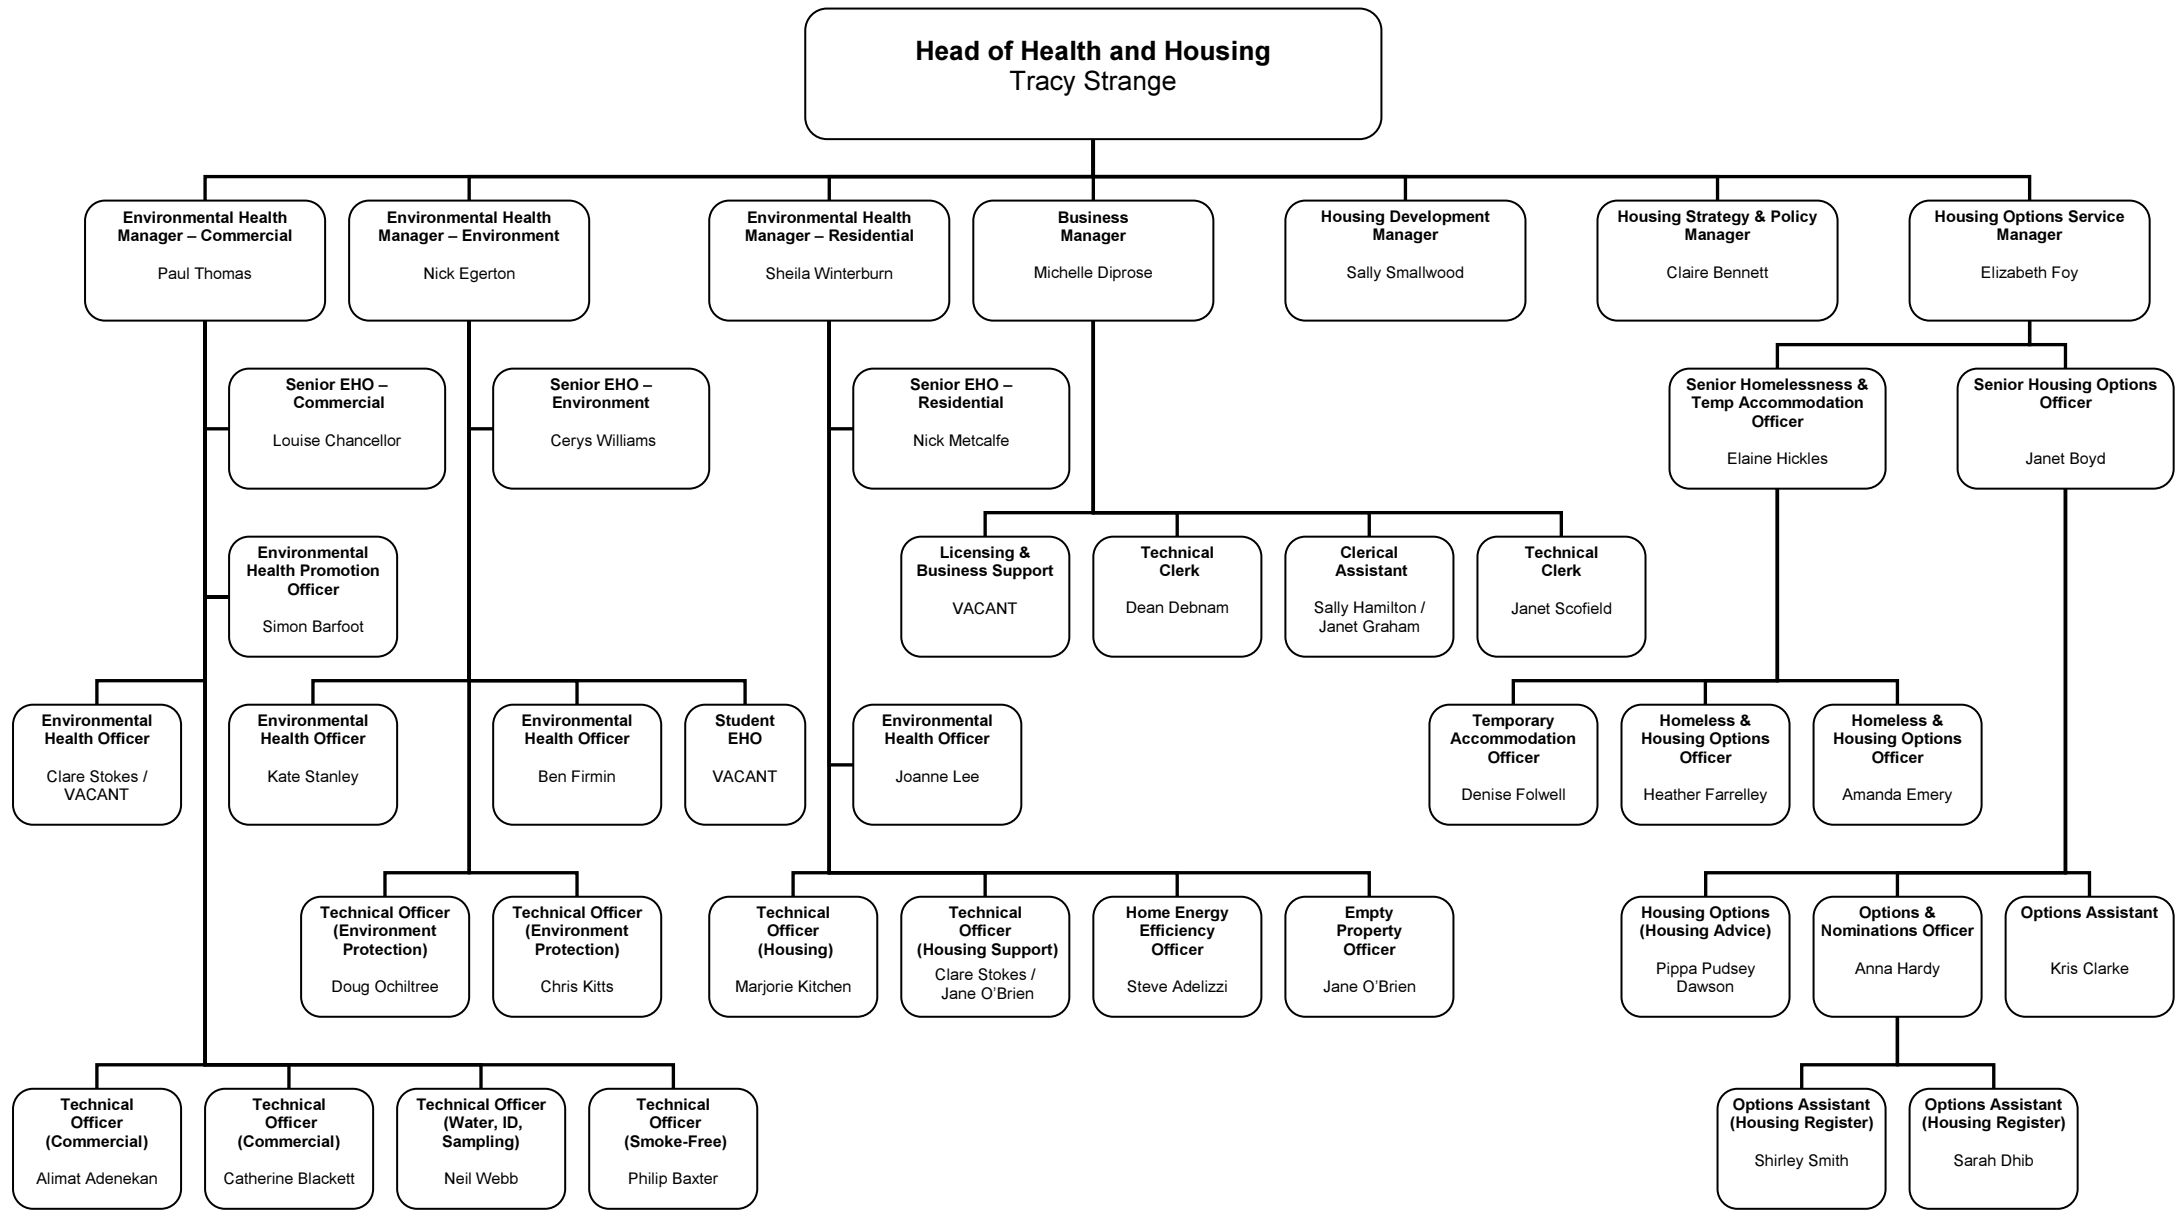 Head of Health and Housing
Tracy Strange
Environmental Health
Manager – Commercial
Paul Thomas
Environmental Health
Manager – Environment
Nick Egerton
Environmental Health
Manager – Residential
Sheila Winterburn
Business
Manager
Michelle Diprose
Housing Development
Manager
Sally Smallwood
Housing Strategy & Policy
Manager
Claire Bennett
Housing Options Service
Manager
Elizabeth Foy
Senior EHO –
Commercial
Louise Chancellor
Senior EHO –
Environment
Cerys Williams
Senior EHO –
Residential
Nick Metcalfe
Senior Homelessness &
Temp Accommodation
Officer
Elaine Hickles
Senior Housing Options
Officer
Janet Boyd
Environmental
Health Promotion
Officer
Simon Barfoot
Licensing &
Business Support
VACANT
Technical
Clerk
Dean Debnam
Clerical
Assistant
Sally Hamilton /
Janet Graham
Technical
Clerk
Janet Scofield
Environmental
Health Officer
Clare Stokes /
VACANT
Environmental
Health Officer
Kate Stanley
Environmental
Health Officer
Ben Firmin
Student
EHO
VACANT
Environmental
Health Officer
Joanne Lee
Temporary
Accommodation
Officer
Denise Folwell
Homeless &
Housing Options
Officer
Heather Farrelley
Homeless &
Housing Options
Officer
Amanda Emery
Technical Officer
(Environment
Protection)
Doug Ochiltree
Technical Officer
(Environment
Protection)
Chris Kitts
Technical
Officer
(Housing)
Marjorie Kitchen
Technical
Officer
(Housing Support)
Clare Stokes /
Jane O’Brien
Home Energy
Efficiency
Officer
Steve Adelizzi
Empty
Property
Officer
Jane O’Brien
Housing Options
(Housing Advice)
Pippa Pudsey
Dawson
Options &
Nominations Officer
Anna Hardy
Options Assistant
Kris Clarke
Technical
Officer
(Commercial)
Alimat Adenekan
Technical
Officer
(Commercial)
Catherine Blackett
Technical Officer
(Water, ID,
Sampling)
Neil Webb
Technical
Officer
(Smoke-Free)
Philip Baxter
Options Assistant
(Housing Register)
Shirley Smith
Options Assistant
(Housing Register)
Sarah Dhib